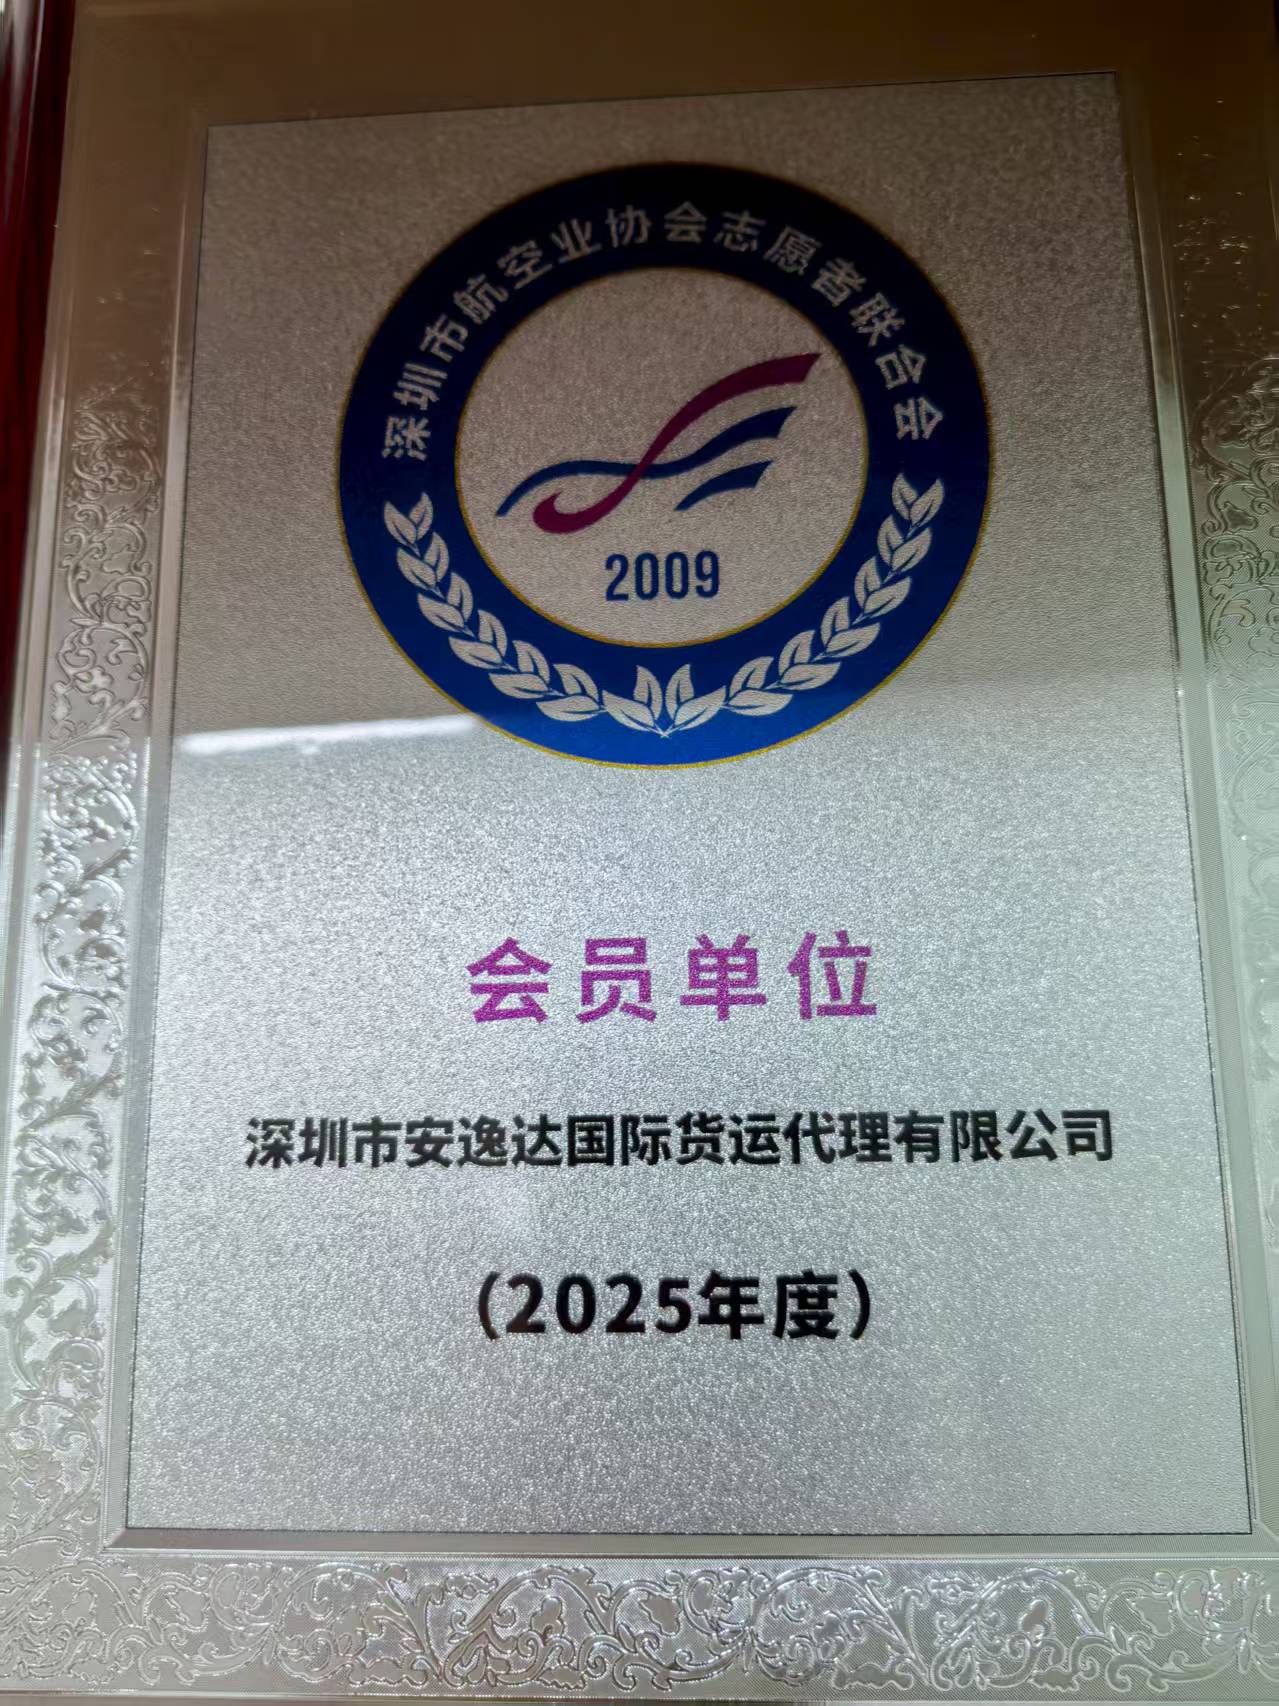 深圳市航空业协会志愿者联合会
2009
会员单位
深圳市安逸达国际货运代理有限公司
（2025年度）